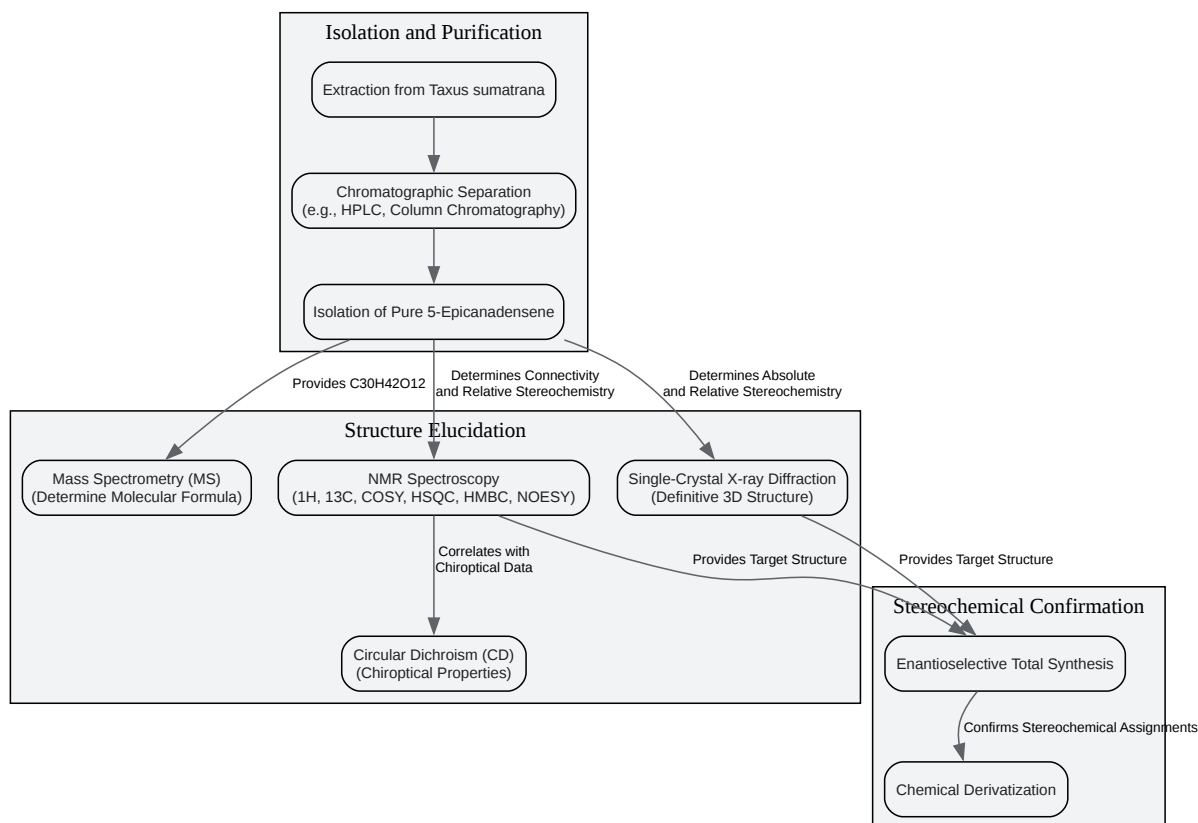 Isolation and Purification
Extraction from Taxus sumatrana
Chromatographic Separation
(e.g., HPLC, Column Chromatography)
Isolation of Pure 5-Epicanadensene
Provides C30H42O12
Determines Connectivity
and Relative Stereochemistry
Determines Absolute
and Relative Stereochemistry
Structure Elucidation
Mass Spectrometry (MS)
(Determine Molecular Formula)
NMR Spectroscopy
(1H, 13C, COSY, HSQC, HMBC, NOESY)
Single-Crystal X-ray Diffraction
(Definitive 3D Structure)
Correlates with
Chiroptical Data
Provides Target Structure
Provides Target Structure
Stereochemical Confirmation
Circular Dichroism (CD)
(Chiroptical Properties)
Enantioselective Total Synthesis
Confirms Stereochemical Assignments
Chemical Derivatization